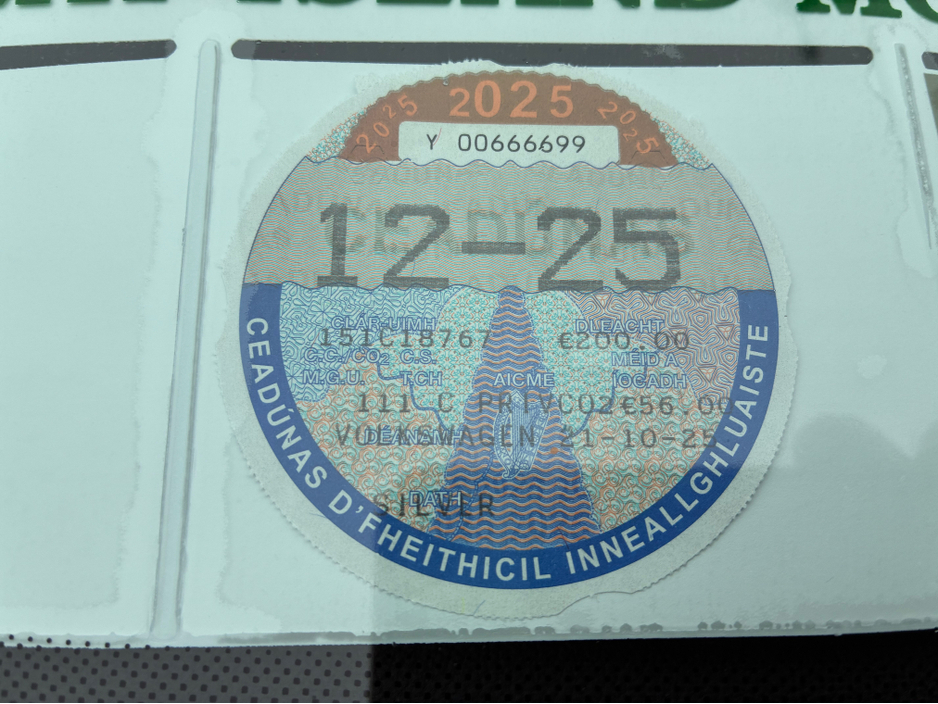 2025 2025 2025
Y 00666699
12-25
CLÁR-UIMH DLEACHT
151C18767 €200.00
C.C./CO2 C.S. MÉID A
M.G.U. T.CH AICME ÍOCADH
111 C PRIVCO2 €56.00
DÉANAMH
VOLKSWAGEN 21-10-25
DATH
SILVER
CEADÚNAS D'FHEITHICIL INNEALLGHLUAISTE